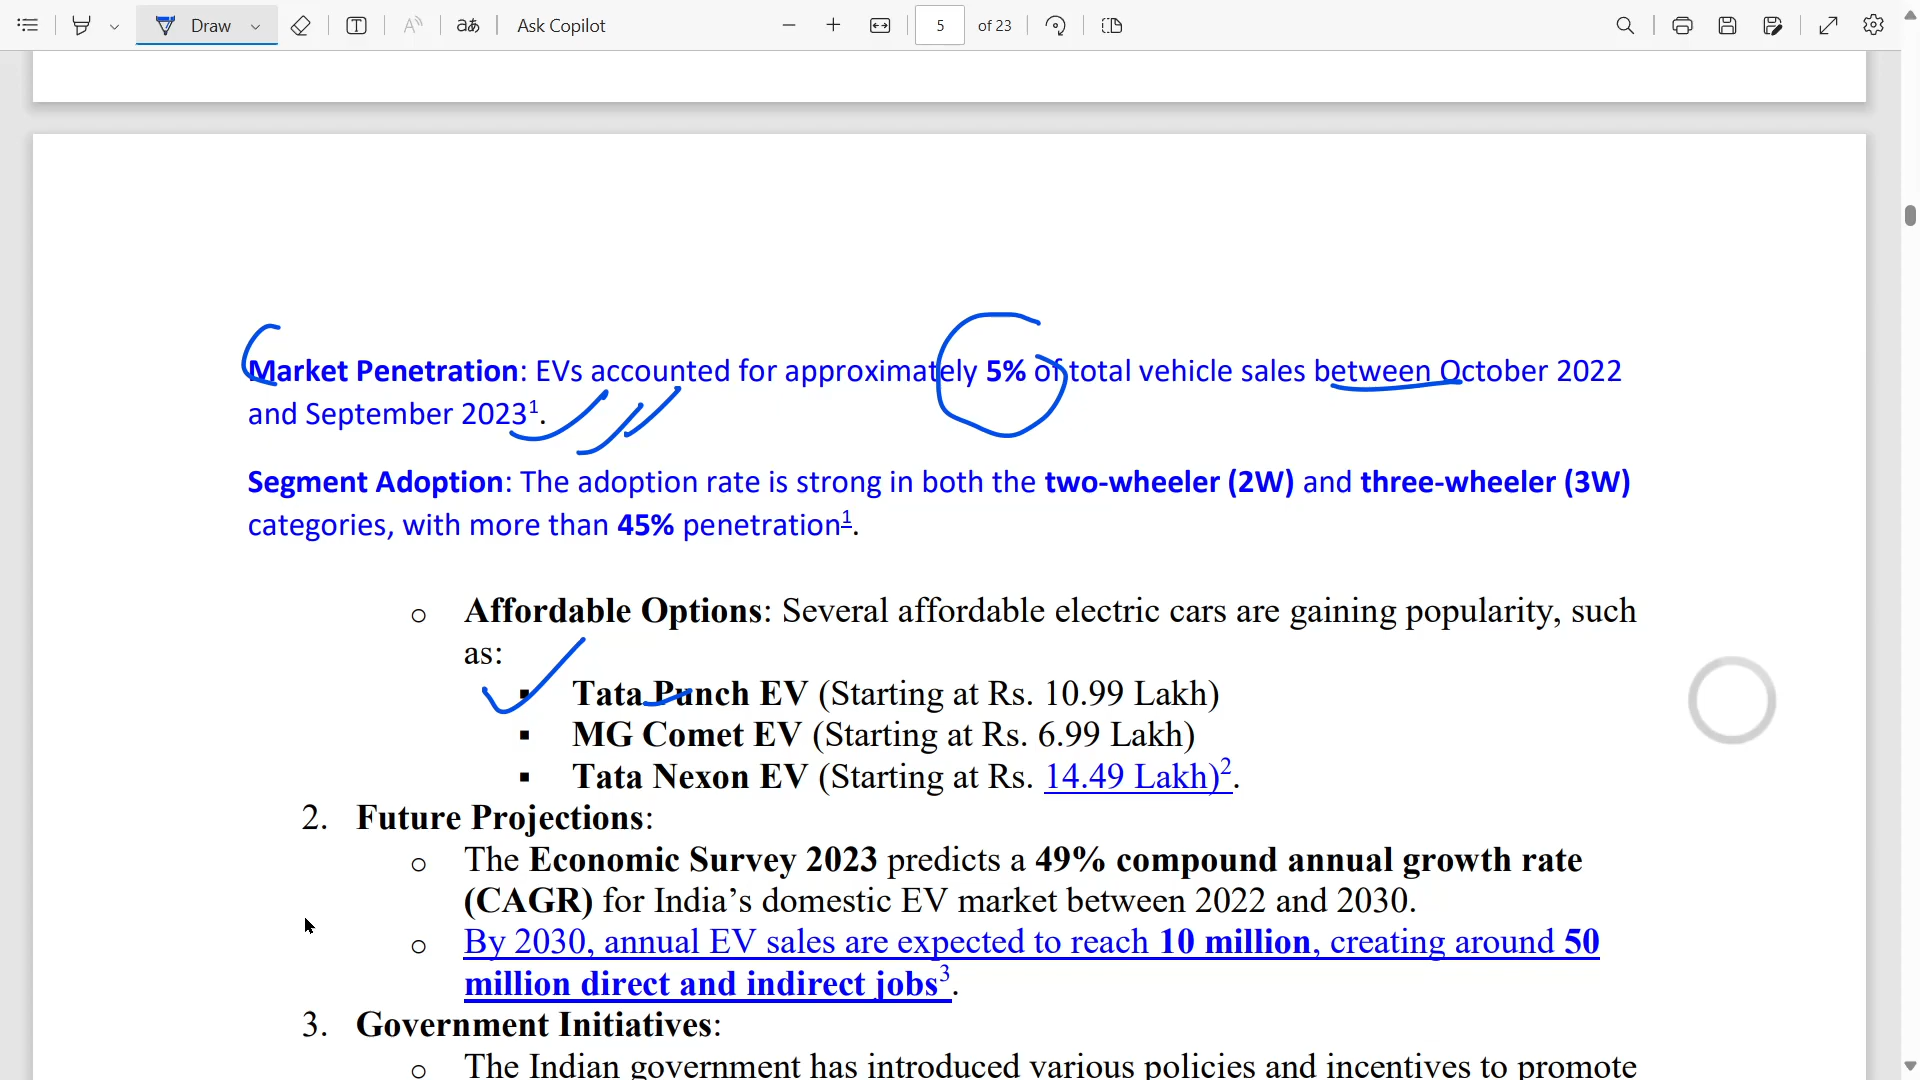 Draw
Ask Copilot
5 of 23
Market Penetration: EVs accounted for approximately 5% of total vehicle sales between October 2022
and September 2023¹.
Segment Adoption: The adoption rate is strong in both the two-wheeler (2W) and three-wheeler (3W)
categories, with more than 45% penetration¹.
o Affordable Options: Several affordable electric cars are gaining popularity, such
as:
▪ Tata Punch EV (Starting at Rs. 10.99 Lakh)
▪ MG Comet EV (Starting at Rs. 6.99 Lakh)
▪ Tata Nexon EV (Starting at Rs. 14.49 Lakh)².
2. Future Projections:
o The Economic Survey 2023 predicts a 49% compound annual growth rate
(CAGR) for India’s domestic EV market between 2022 and 2030.
o By 2030, annual EV sales are expected to reach 10 million, creating around 50
million direct and indirect jobs³.
3. Government Initiatives:
o The Indian government has introduced various policies and incentives to promote